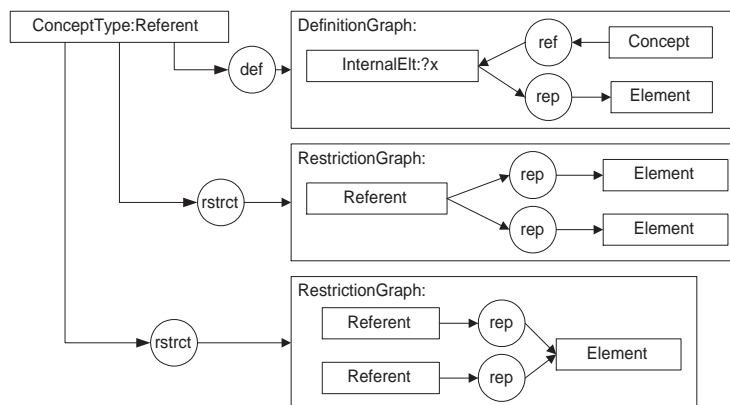 ConceptType:Referent
def
DefinitionGraph:
InternalElt:?x
ref
Concept
rep
Element
rstrct
RestrictionGraph:
Referent
rep
Element
rep
Element
rstrct
RestrictionGraph:
Referent
rep
Element
Referent
rep